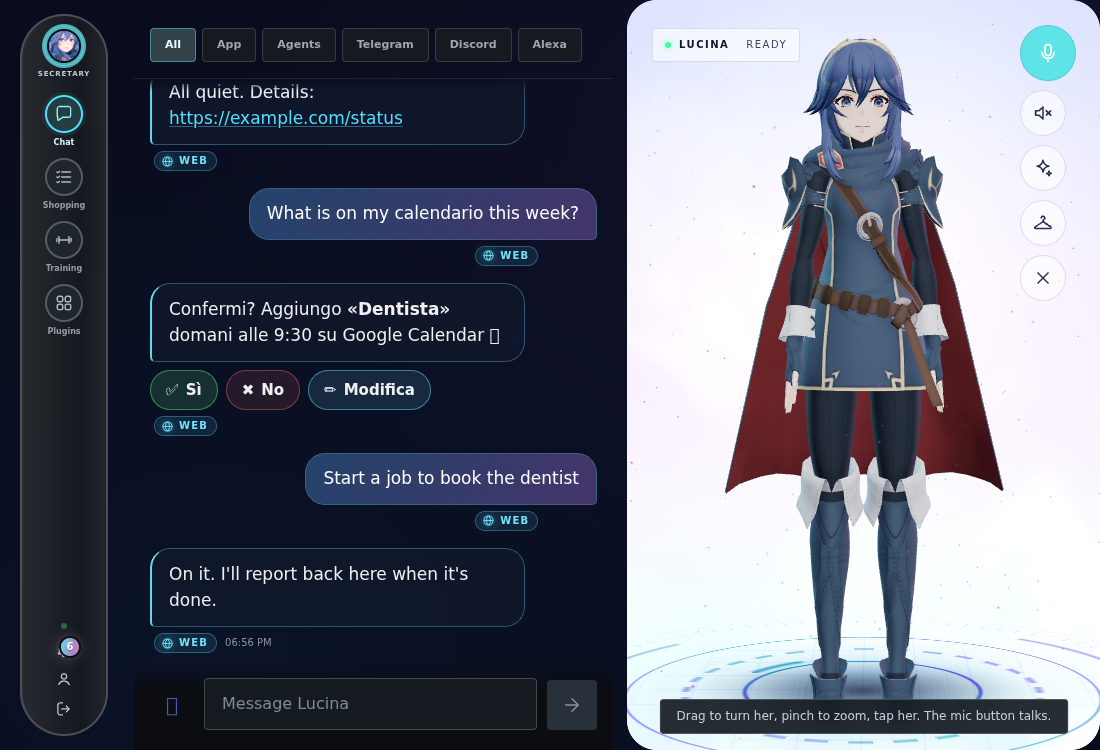 SECRETARY
Chat
Shopping
Training
Plugins
6
All
App
Agents
Telegram
Discord
Alexa
All quiet. Details:
https://example.com/status
WEB
What is on my calendario this week?
WEB
Confermi? Aggiungo «Dentista»
domani alle 9:30 su Google Calendar
✅ Sì
✖ No
✏ Modifica
WEB
Start a job to book the dentist
WEB
On it. I'll report back here when it's
done.
WEB 06:56 PM
Message Lucina
LUCINA READY
Drag to turn her, pinch to zoom, tap her. The mic button talks.